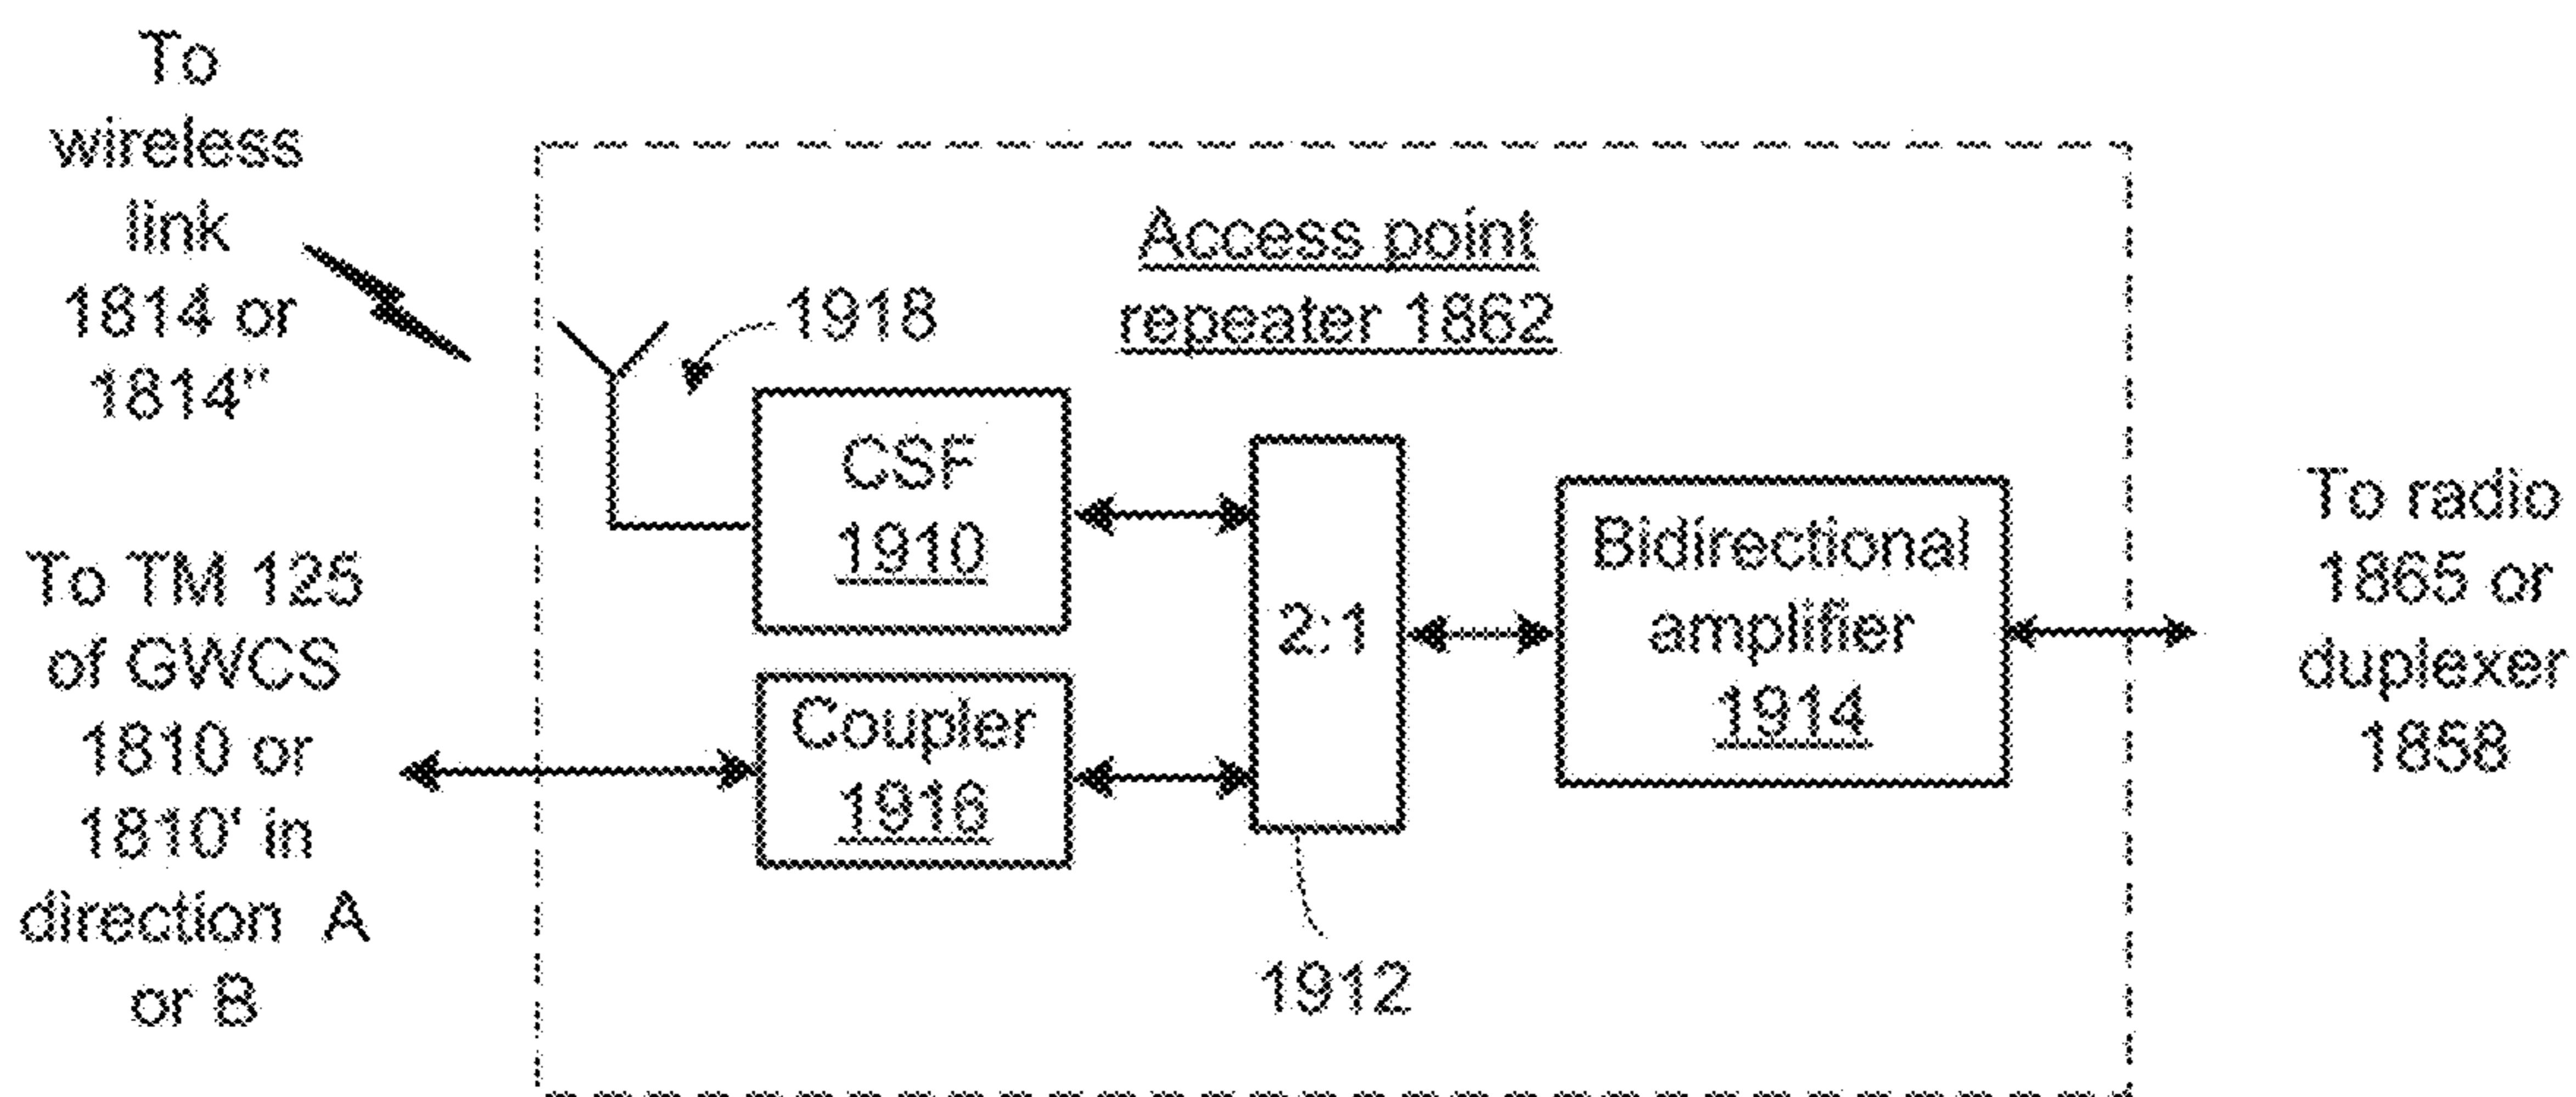 To
wireless
link
1814 or
1814"
Access point
repeater 1862
1918
CSF
1910
2:1
Bidirectional
amplifier
1914
To radio
1865 or
duplexer
1858
To TM 125
of GWCS
1810 or
1810' in
direction A
or B
Coupler
1916
1912